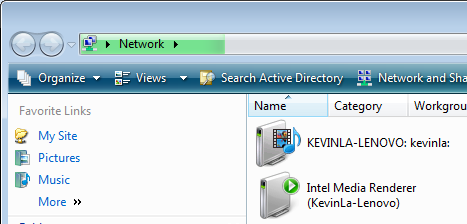 Network
Organize Views Search Active Directory Network and Sha
Favorite Links Name Category Workgrou
My Site
Pictures
Music
More »
KEVINLA-LENOVO: kevinla:
Intel Media Renderer
(KevinLa-Lenovo)